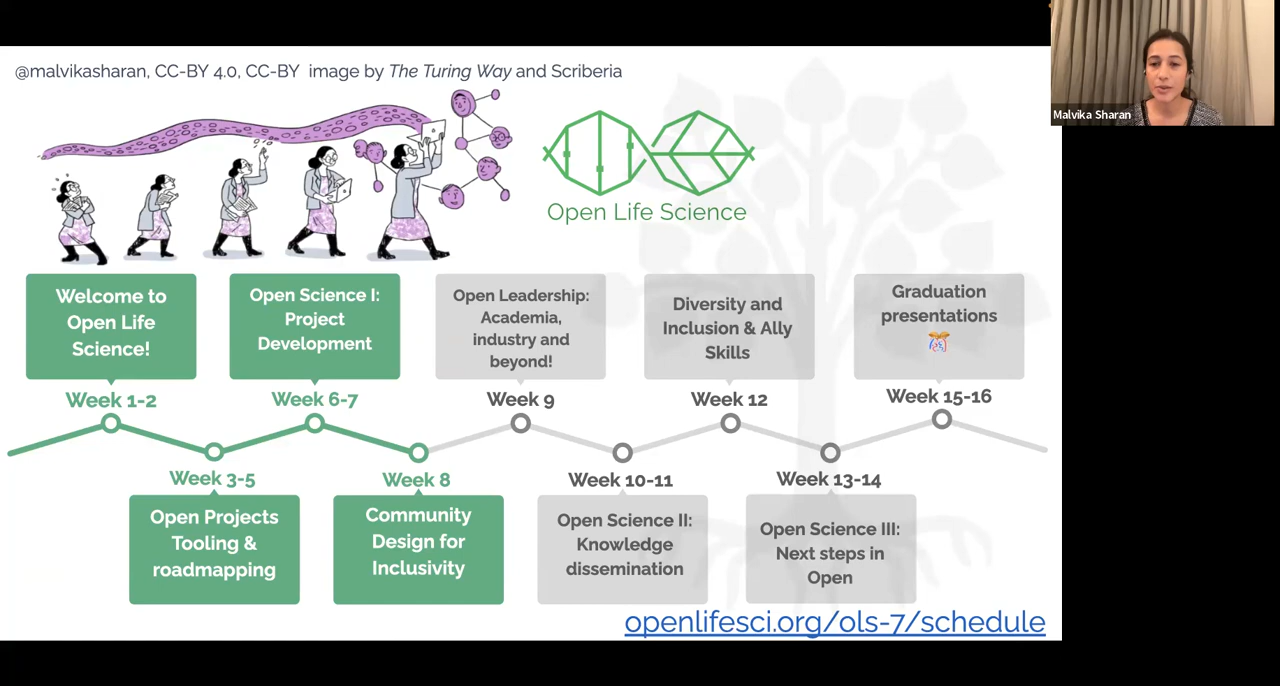 @malvikasharan, CC-BY 4.0, CC-BY image by The Turing Way and Scriberia
Malvika Sharan
Open Life Science
Welcome to
Open Life
Science!
Open Science I:
Project
Development
Open Leadership:
Academia,
industry and
beyond!
Diversity and
Inclusion & Ally
Skills
Graduation
presentations
Week 1-2
Week 6-7
Week 9
Week 12
Week 15-16
Week 3-5
Week 8
Week 10-11
Week 13-14
Open Projects
Tooling &
roadmapping
Community
Design for
Inclusivity
Open Science II:
Knowledge
dissemination
Open Science III:
Next steps in
Open
openlifesci.org/ols-7/schedule